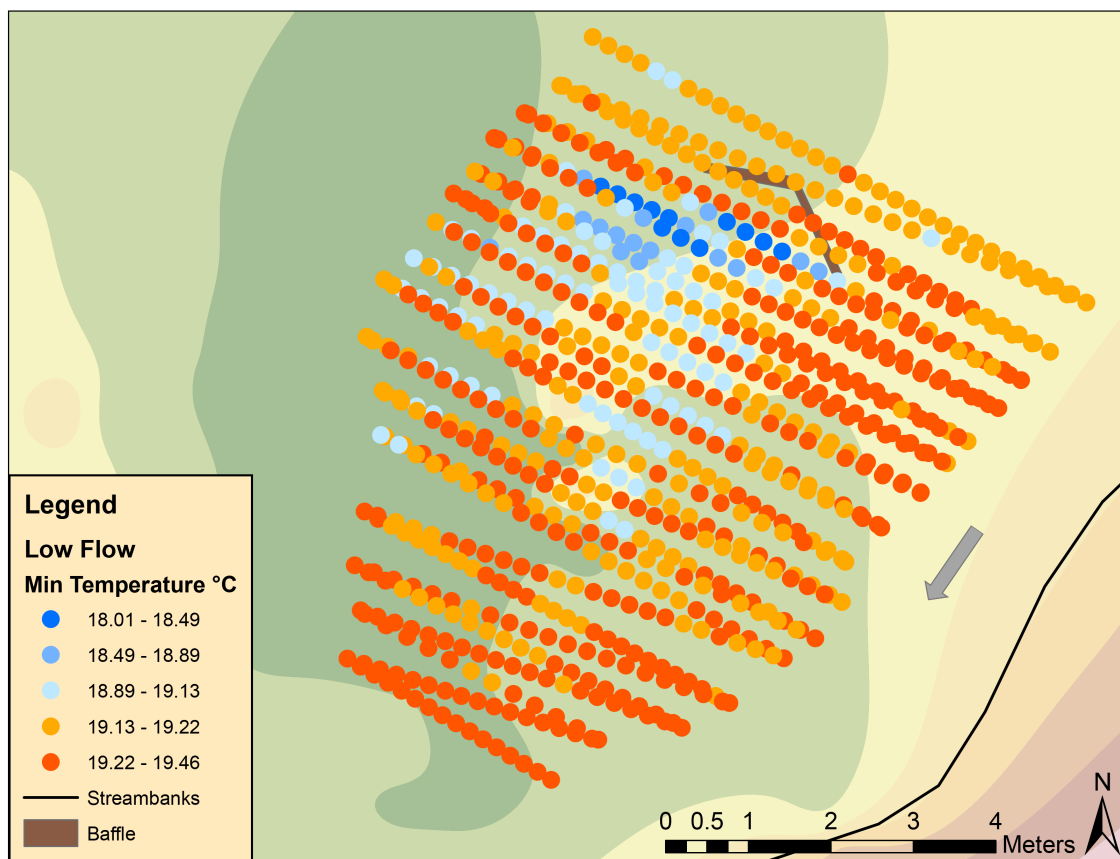 Legend
Low Flow
Min Temperature °C
18.01 - 18.49
18.49 - 18.89
18.89 - 19.13
19.13 - 19.22
19.22 - 19.46
Streambanks
Baffle
N
0 0.5 1 2 3 4
Meters